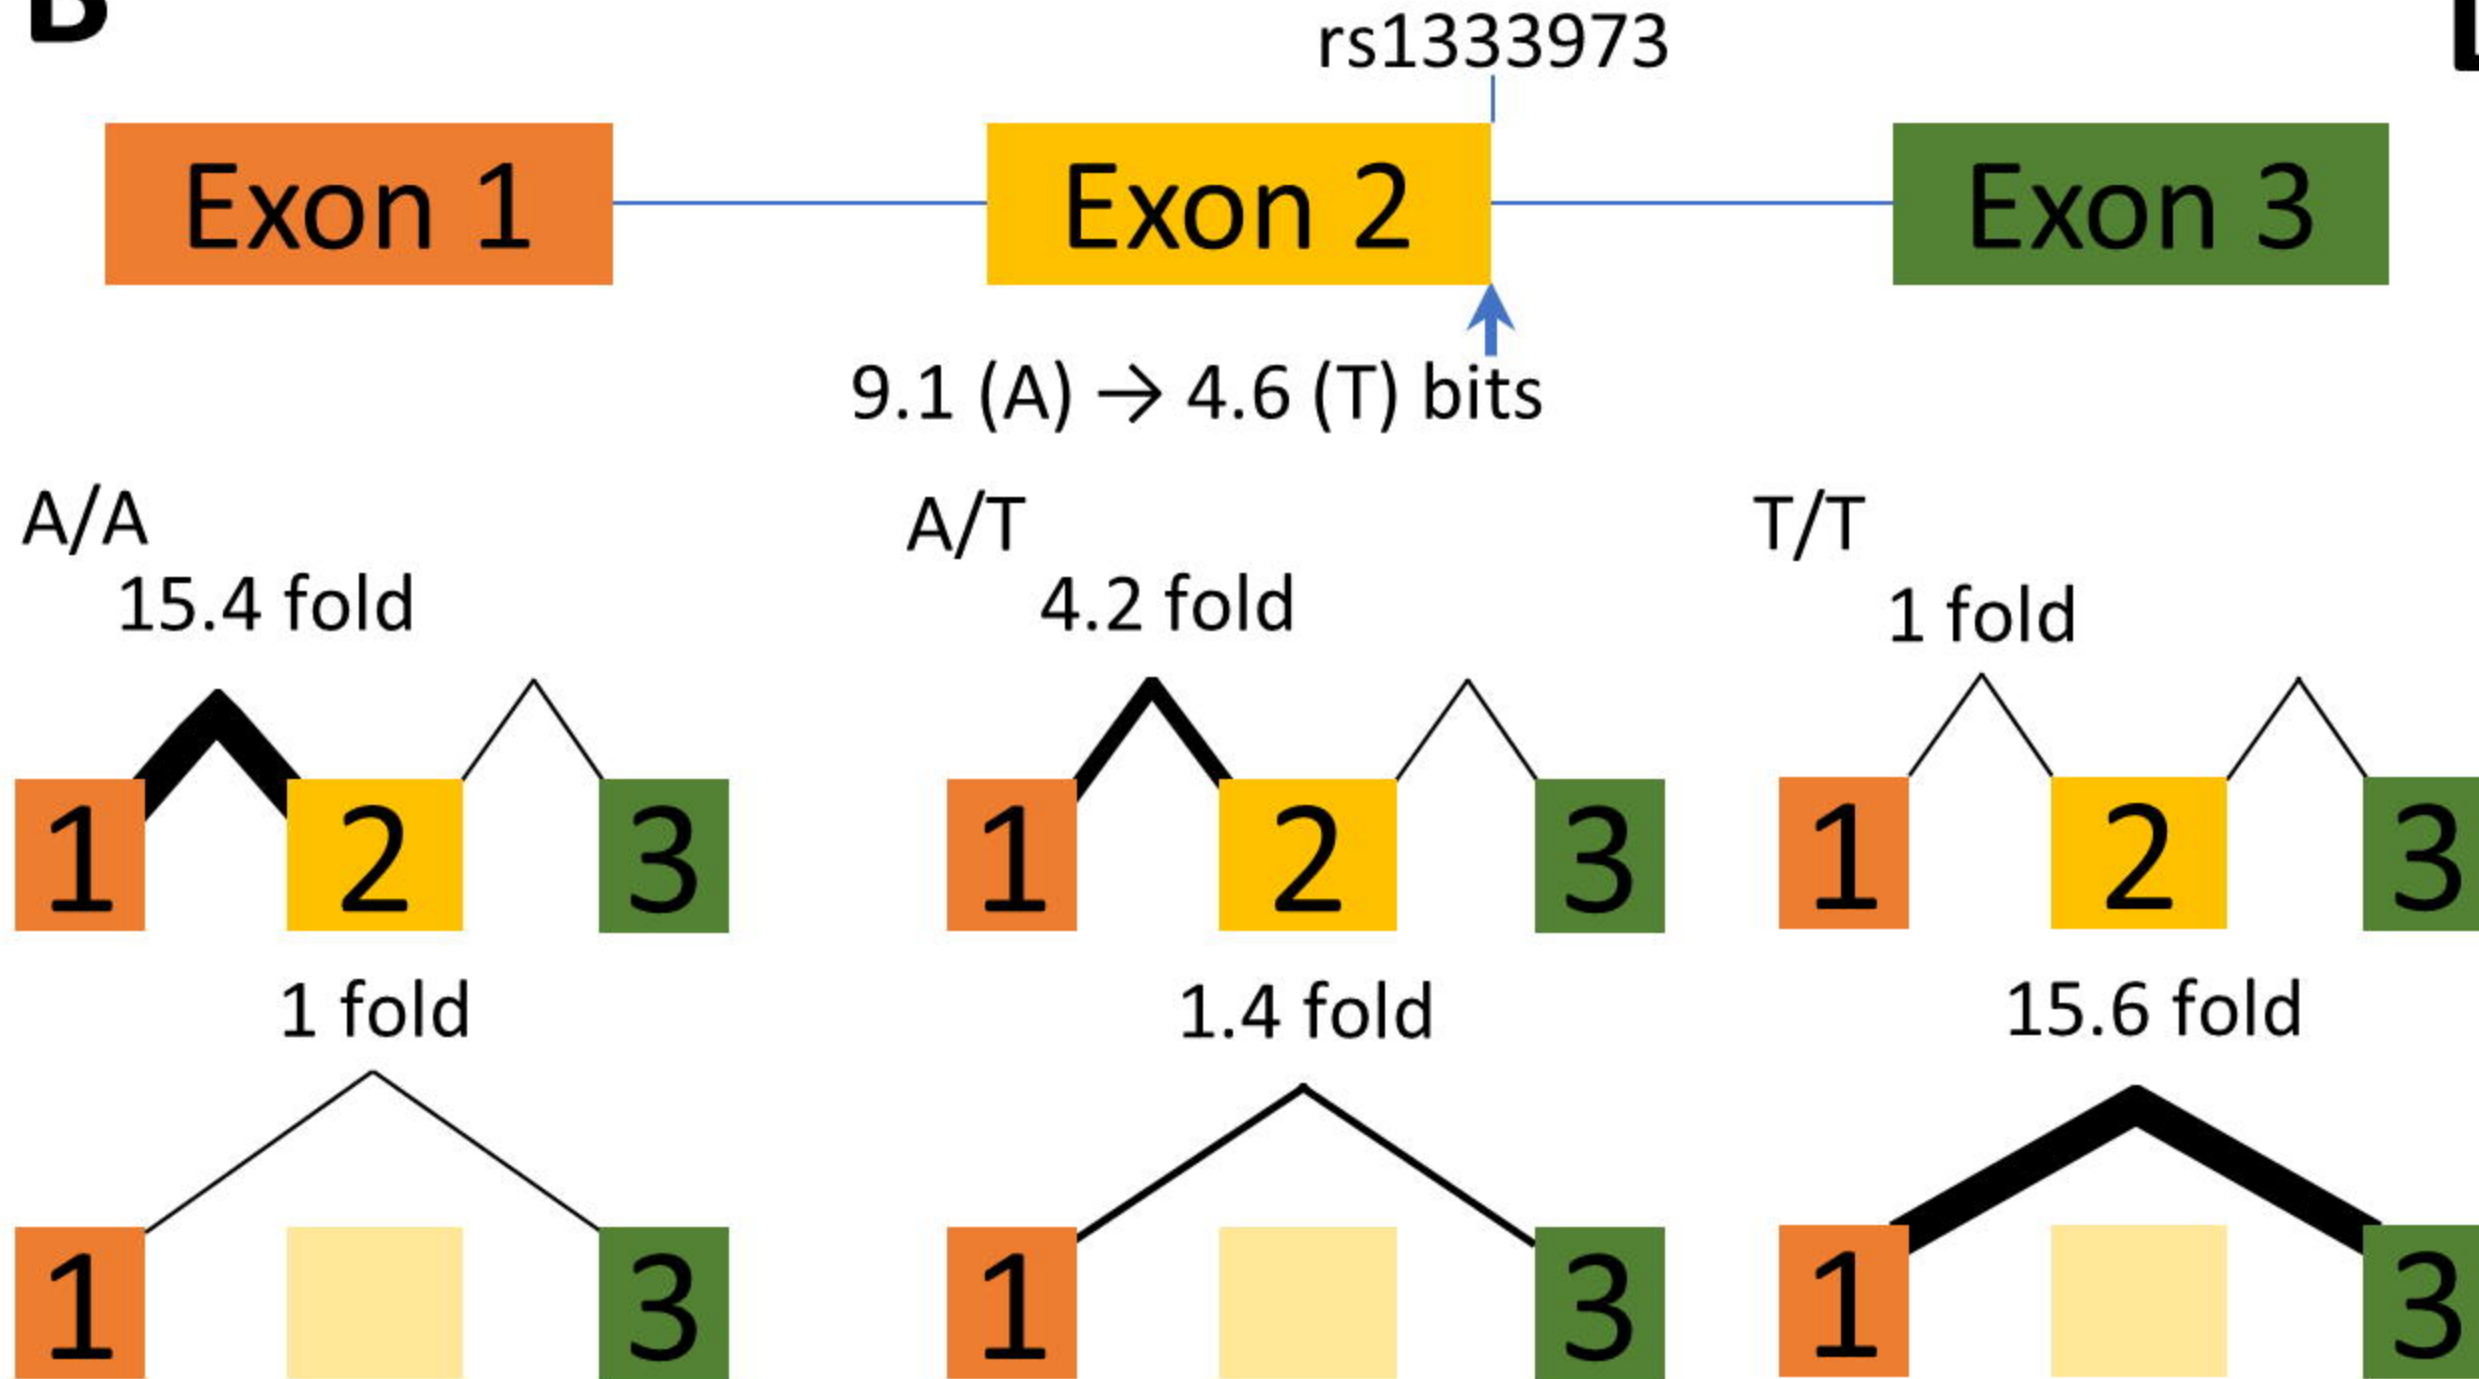 B
rs1333973
Exon 1 Exon 2 Exon 3
9.1 (A) → 4.6 (T) bits
A/A A/T T/T
15.4 fold 4.2 fold 1 fold
1 2 3 1 2 3 1 2 3
1 fold 1.4 fold 15.6 fold
1 3 1 3 1 3